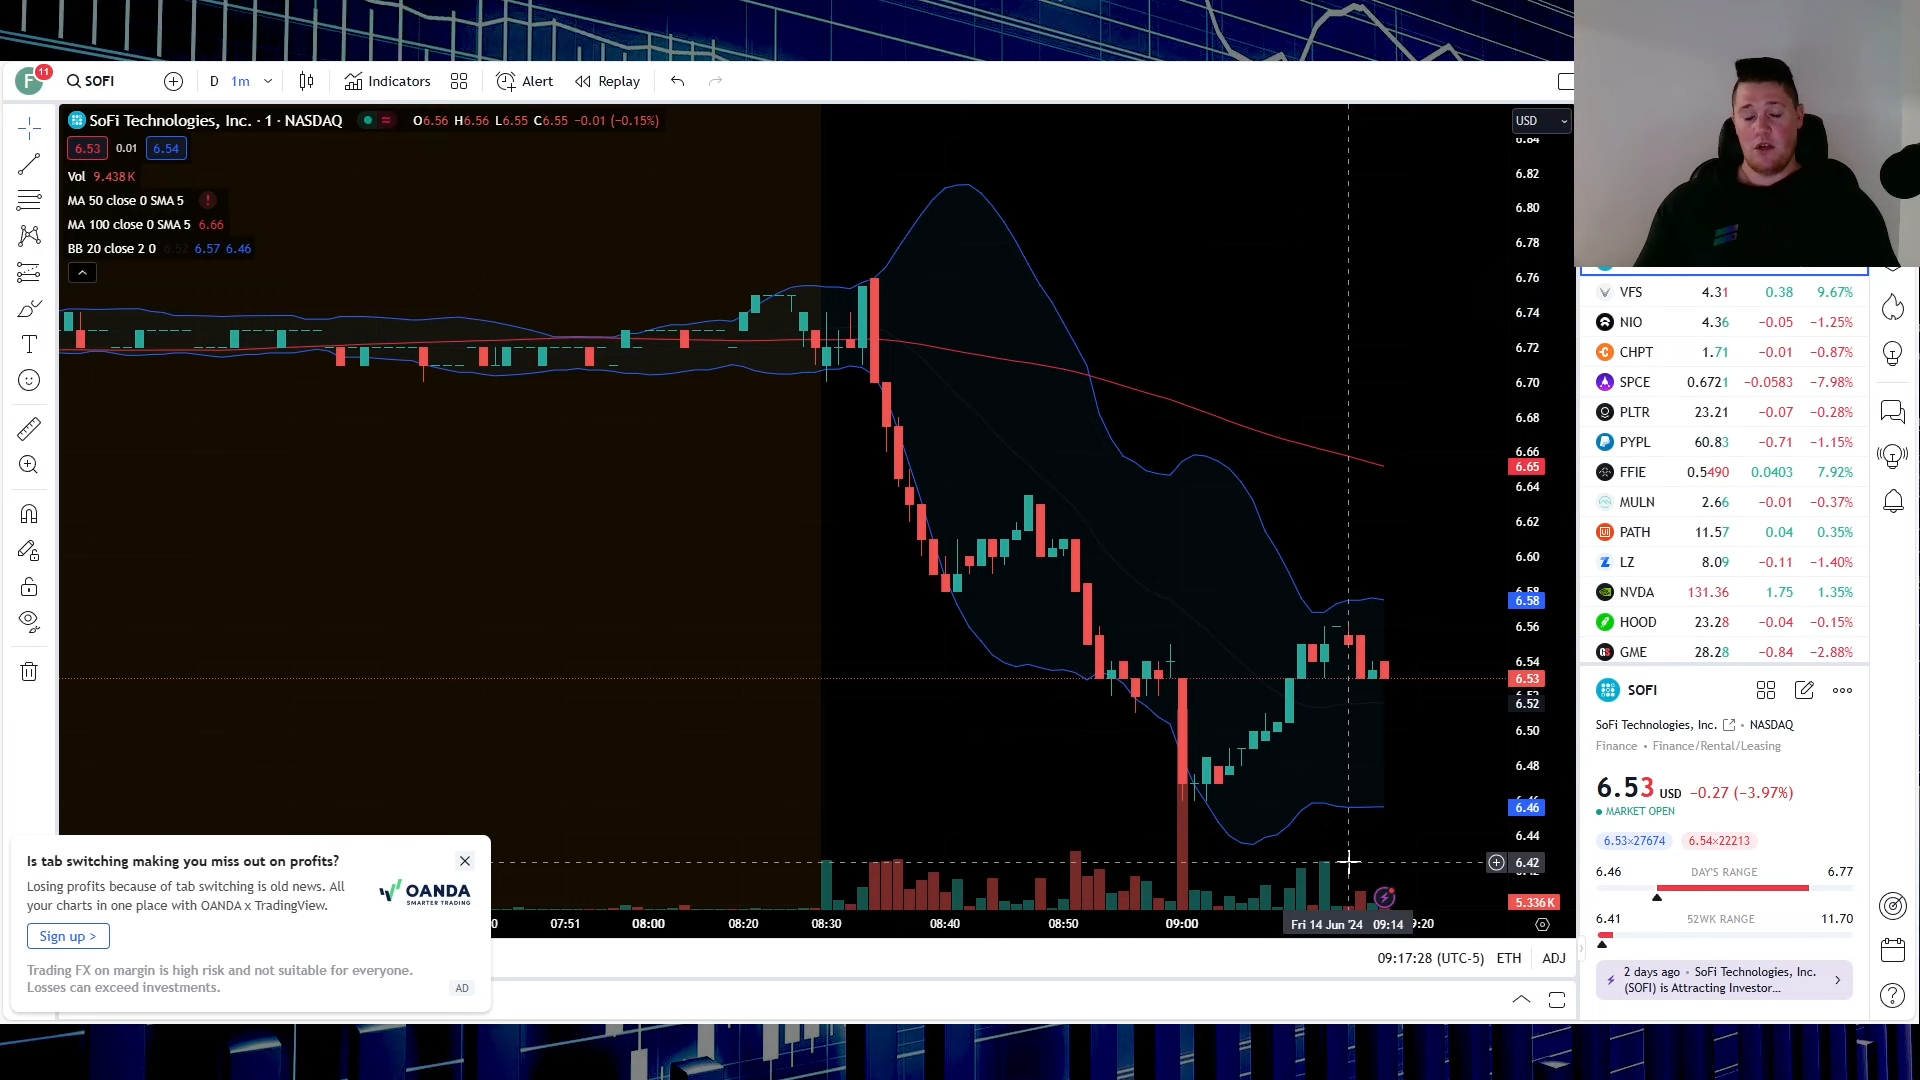 F
11
SOFI
D
1m
Indicators
Alert
Replay
SoFi Technologies, Inc. · 1 · NASDAQ
O6.56 H6.56 L6.55 C6.55 −0.01 (−0.15%)
USD
6.53
0.01
6.54
Vol 9.438K
MA 50 close 0 SMA 5
MA 100 close 0 SMA 5 6.66
BB 20 close 2 0 6.52 6.57 6.46
6.84
6.82
6.80
6.78
6.76
6.74
6.72
6.70
6.68
6.66
6.65
6.64
6.62
6.60
6.58
6.56
6.54
6.53
6.52
6.50
6.48
6.46
6.44
6.42
5.336K
07:51
08:00
08:20
08:30
08:40
08:50
09:00
Fri 14 Jun '24 09:14
9:20
09:17:28 (UTC-5)
ETH
ADJ
Is tab switching making you miss out on profits?
Losing profits because of tab switching is old news. All
your charts in one place with OANDA x TradingView.
OANDA
SMARTER TRADING
Sign up >
Trading FX on margin is high risk and not suitable for everyone.
Losses can exceed investments.
AD
VFS 4.31 0.38 9.67%
NIO 4.36 −0.05 −1.25%
CHPT 1.71 −0.01 −0.87%
SPCE 0.6721 −0.0583 −7.98%
PLTR 23.21 −0.07 −0.28%
PYPL 60.83 −0.71 −1.15%
FFIE 0.5490 0.0403 7.92%
MULN 2.66 −0.01 −0.37%
PATH 11.57 0.04 0.35%
LZ 8.09 −0.11 −1.40%
NVDA 131.36 1.75 1.35%
HOOD 23.28 −0.04 −0.15%
GME 28.28 −0.84 −2.88%
SOFI
SoFi Technologies, Inc. • NASDAQ
Finance • Finance/Rental/Leasing
6.53 USD −0.27 (−3.97%)
MARKET OPEN
6.53×27674
6.54×22213
6.46 DAY'S RANGE 6.77
6.41 52WK RANGE 11.70
2 days ago • SoFi Technologies, Inc.
(SOFI) is Attracting Investor...